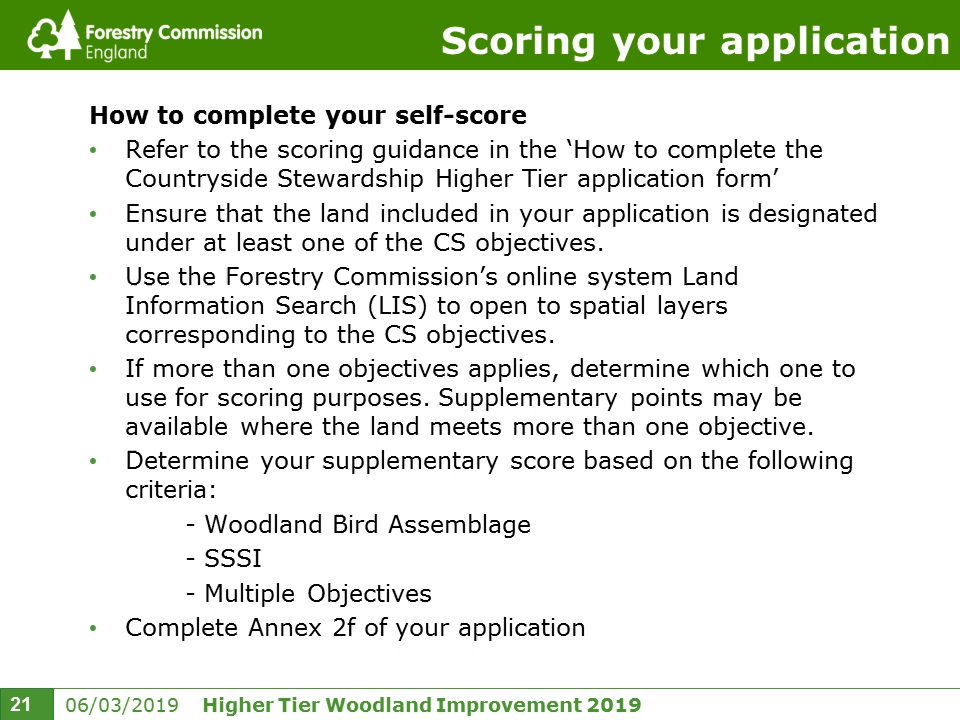 Forestry Commission
England
Scoring your application
How to complete your self-score
• Refer to the scoring guidance in the ‘How to complete the
Countryside Stewardship Higher Tier application form’
• Ensure that the land included in your application is designated
under at least one of the CS objectives.
• Use the Forestry Commission’s online system Land
Information Search (LIS) to open to spatial layers
corresponding to the CS objectives.
• If more than one objectives applies, determine which one to
use for scoring purposes. Supplementary points may be
available where the land meets more than one objective.
• Determine your supplementary score based on the following
criteria:
- Woodland Bird Assemblage
- SSSI
- Multiple Objectives
• Complete Annex 2f of your application
21 06/03/2019 Higher Tier Woodland Improvement 2019